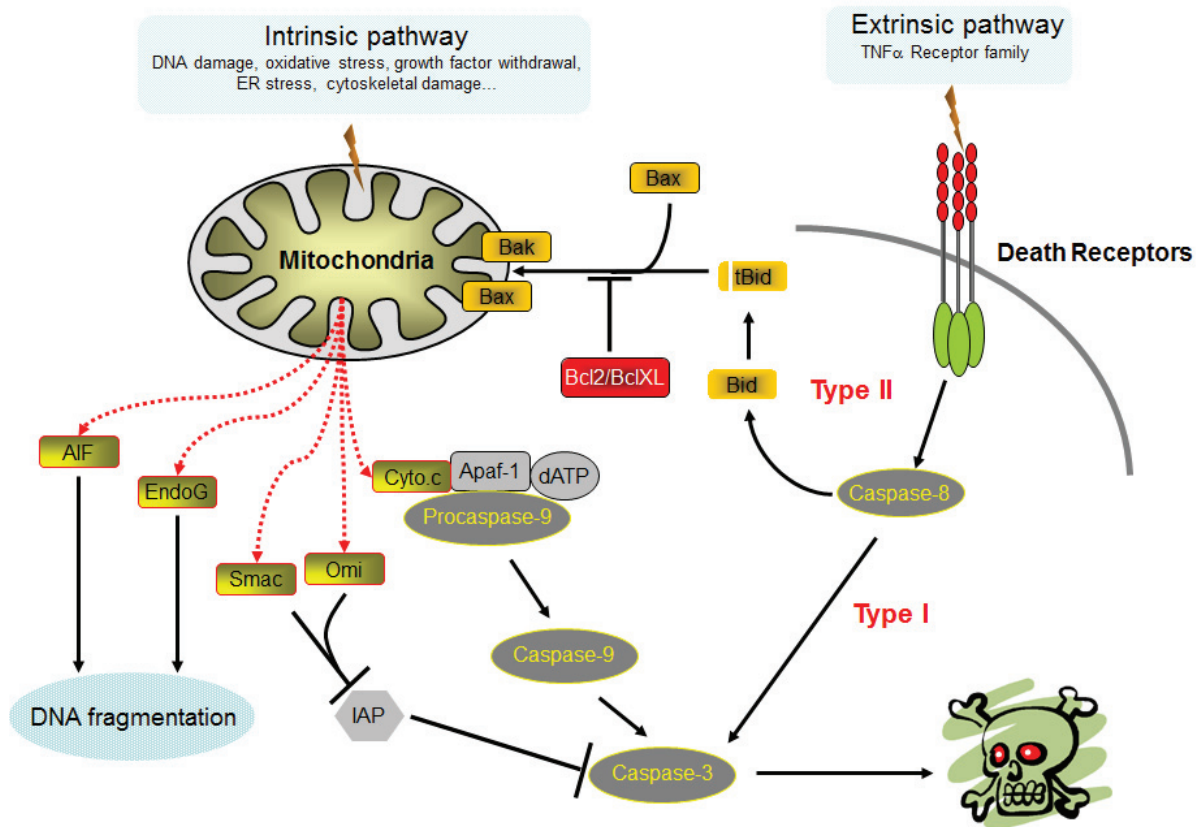 Intrinsic pathway
DNA damage, oxidative stress, growth factor withdrawal,
ER stress, cytoskeletal damage...
Extrinsic pathway
TNFα Receptor family
Bax
Bak
Mitochondria
Bax
tBid
Death Receptors
Bcl2/BclXL
Bid
Type II
AIF
EndoG
Cyto.c
Apaf-1
dATP
Procaspase-9
Caspase-8
Smac
Omi
Type I
Caspase-9
DNA fragmentation
IAP
Caspase-3